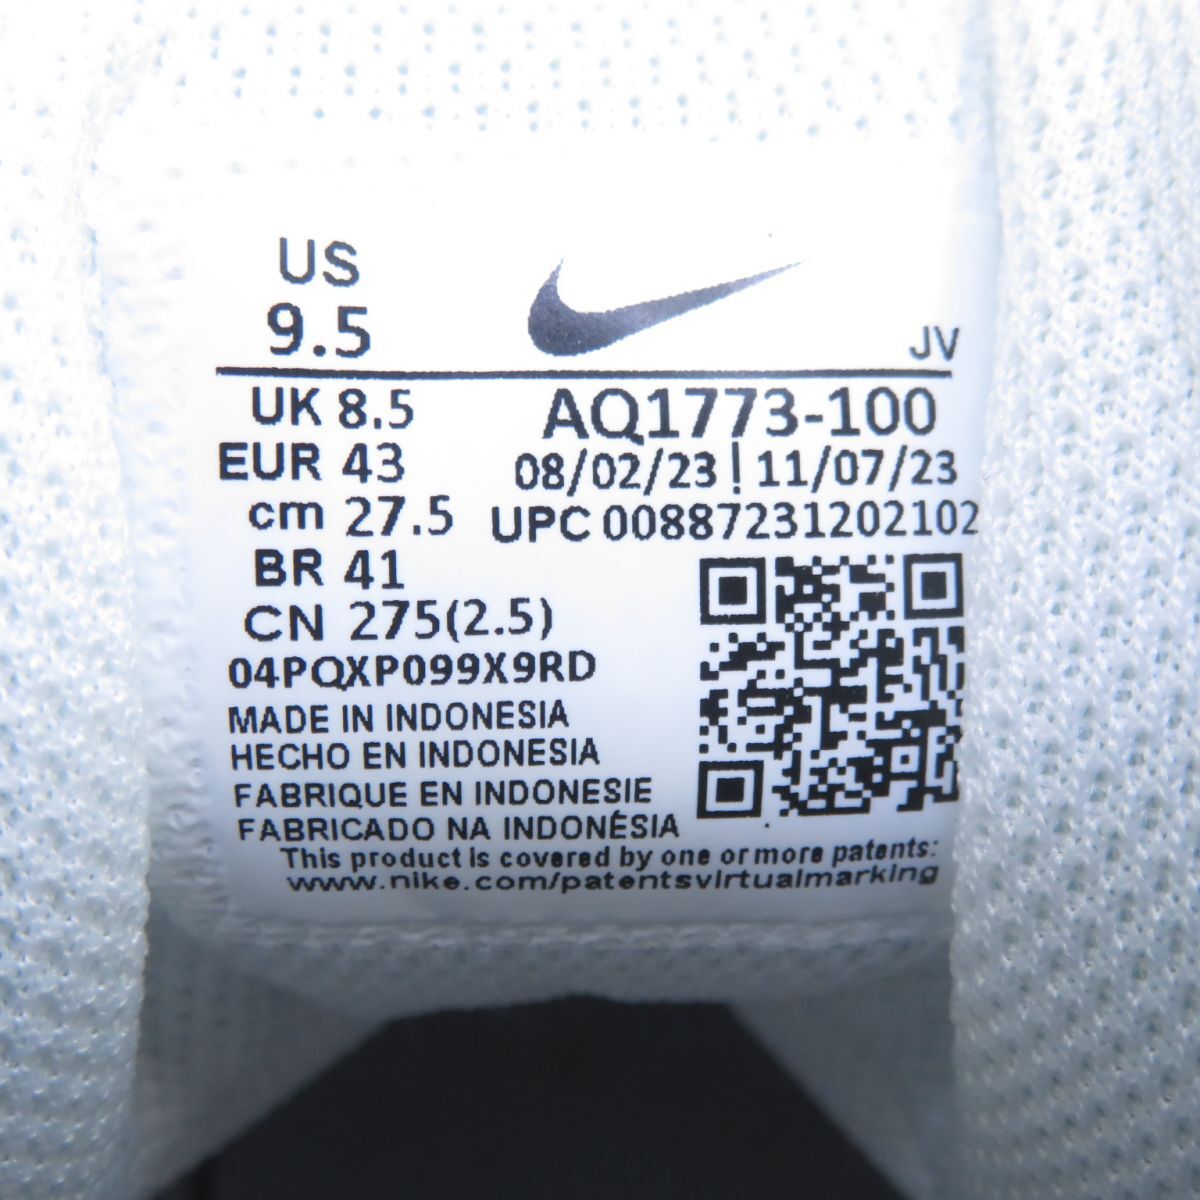 US
9.5
JV
UK 8.5
AQ1773-100
EUR 43
08/02/23 | 11/07/23
cm 27.5
UPC 00887231202102
BR 41
CN 275(2.5)
04PQXP099X9RD
MADE IN INDONESIA
HECHO EN INDONESIA
FABRIQUE EN INDONESIE
FABRICADO NA INDONÉSIA
This product is covered by one or more patents:
www.nike.com/patentsvirtualmarking